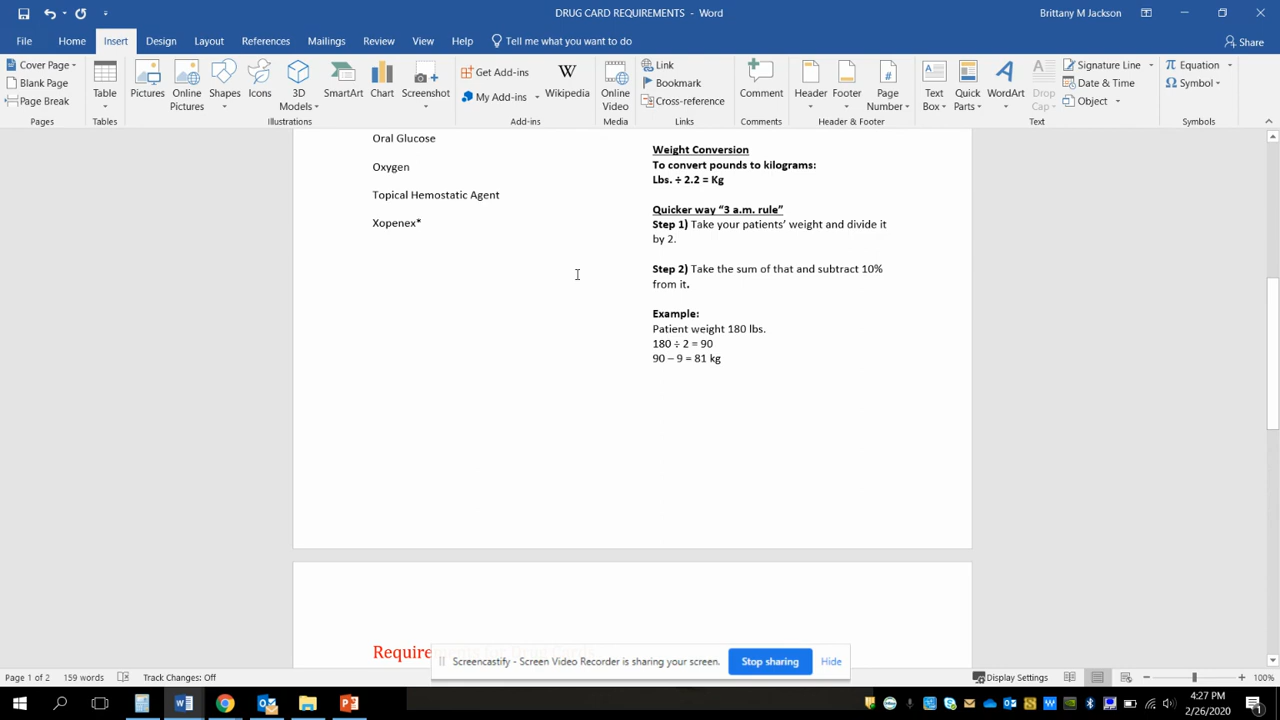 DRUG CARD REQUIREMENTS - Word
Brittany M Jackson
File Home Insert Design Layout References Mailings Review View Help Tell me what you want to do Share
Cover Page
Blank Page
Page Break
Pages
Table
Tables
Pictures
Online Pictures
Shapes
Icons
3D Models
SmartArt
Chart
Screenshot
Illustrations
Get Add-ins
My Add-ins
Wikipedia
Add-ins
Online Video
Media
Link
Bookmark
Cross-reference
Links
Comment
Comments
Header
Footer
Page Number
Header & Footer
Text Box
Quick Parts
WordArt
Drop Cap
Signature Line
Date & Time
Object
Text
Equation
Symbol
Symbols
Oral Glucose
Oxygen
Topical Hemostatic Agent
Xopenex*
Weight Conversion
To convert pounds to kilograms:
Lbs. ÷ 2.2 = Kg
Quicker way “3 a.m. rule”
Step 1) Take your patients’ weight and divide it
by 2.
Step 2) Take the sum of that and subtract 10%
from it.
Example:
Patient weight 180 lbs.
180 ÷ 2 = 90
90 – 9 = 81 kg
Requirements for Drug Cards
Screencastify - Screen Video Recorder is sharing your screen. Stop sharing Hide
Page 1 of 2 159 words Track Changes: Off Display Settings 100%
4:27 PM
2/26/2020